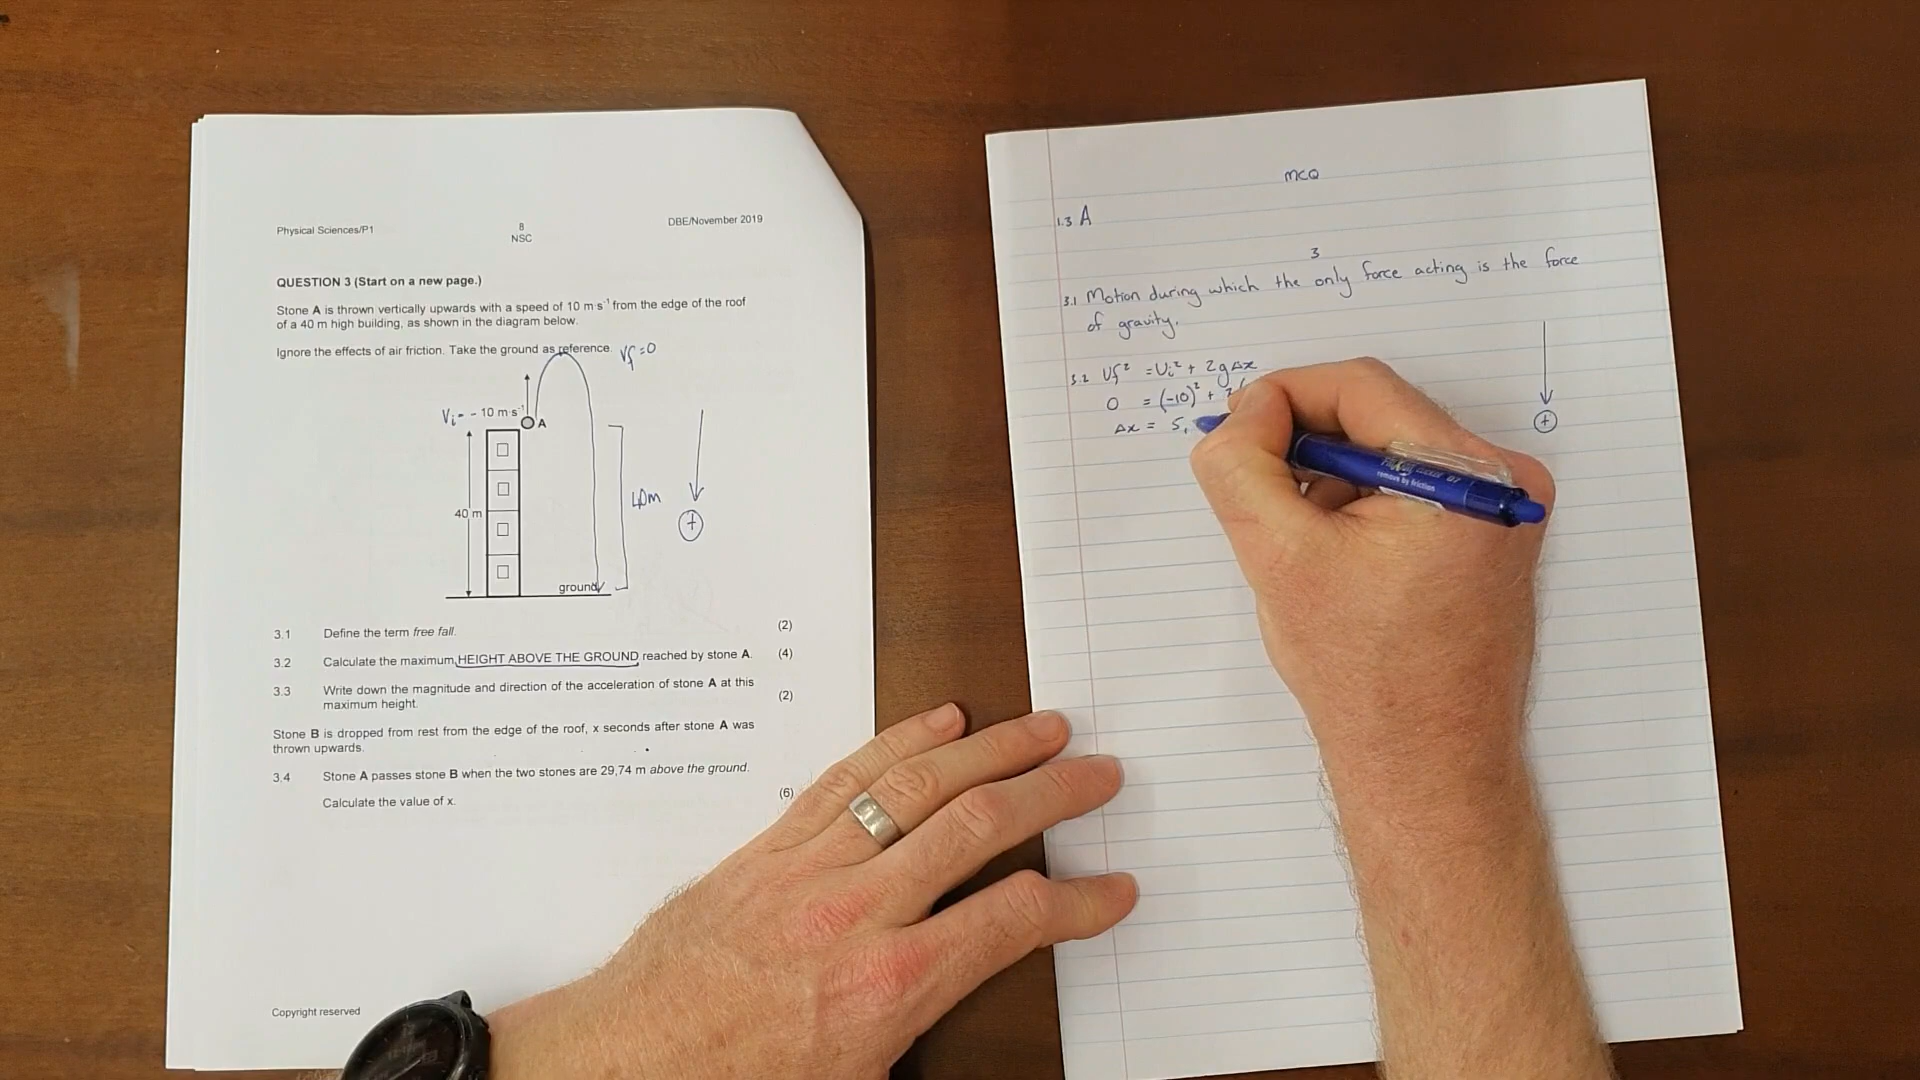 Physical Sciences/P1
8
NSC
DBE/November 2019
QUESTION 3 (Start on a new page.)
Stone A is thrown vertically upwards with a speed of 10 m·s⁻¹ from the edge of the roof
of a 40 m high building, as shown in the diagram below.
Ignore the effects of air friction. Take the ground as reference.
Vf=0
Vi= - 10 m·s⁻¹
A
40 m
40m
+
ground
3.1 Define the term free fall. (2)
3.2 Calculate the maximum HEIGHT ABOVE THE GROUND reached by stone A. (4)
3.3 Write down the magnitude and direction of the acceleration of stone A at this
maximum height. (2)
Stone B is dropped from rest from the edge of the roof, x seconds after stone A was
thrown upwards.
3.4 Stone A passes stone B when the two stones are 29,74 m above the ground.
Calculate the value of x. (6)
Copyright reserved
MCQ
1.3 A
3
3.1 Motion during which the only force acting is the force
of gravity.
3.2 Vf² = Vi² + 2gΔx
0 = (-10)² + 2(
Δx = 5,
+
remove by friction